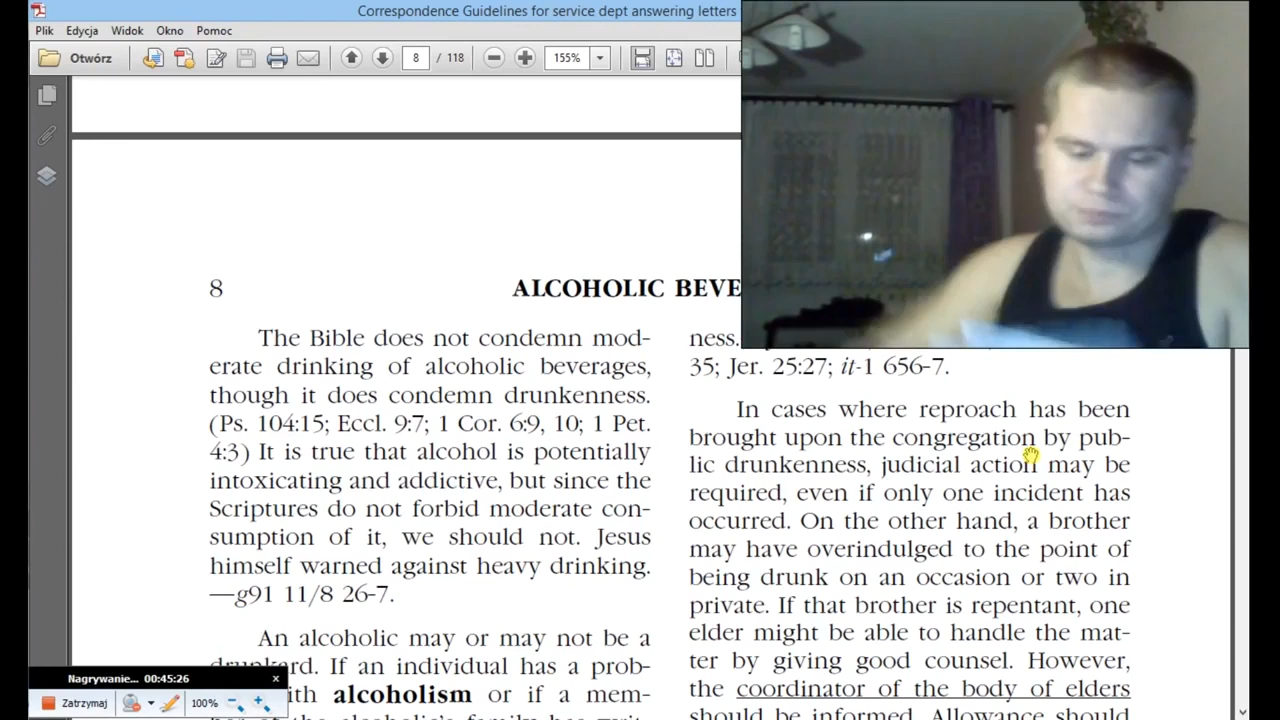 Correspondence Guidelines for service dept answering letters
Plik Edycja Widok Okno Pomoc
Otwórz 8 / 118 155%
8
ALCOHOLIC BEVE
The Bible does not condemn mod-
erate drinking of alcoholic beverages,
though it does condemn drunkenness.
(Ps. 104:15; Eccl. 9:7; 1 Cor. 6:9, 10; 1 Pet.
4:3) It is true that alcohol is potentially
intoxicating and addictive, but since the
Scriptures do not forbid moderate con-
sumption of it, we should not. Jesus
himself warned against heavy drinking.
—g91 11/8 26-7.
An alcoholic may or may not be a
drunkard. If an individual has a prob-
ith alcoholism or if a mem-
ness.
35; Jer. 25:27; it-1 656-7.
In cases where reproach has been
brought upon the congregation by pub-
lic drunkenness, judicial action may be
required, even if only one incident has
occurred. On the other hand, a brother
may have overindulged to the point of
being drunk on an occasion or two in
private. If that brother is repentant, one
elder might be able to handle the mat-
ter by giving good counsel. However,
the coordinator of the body of elders
should be informed. Allowance should
Nagrywanie... 00:45:26
Zatrzymaj 100%